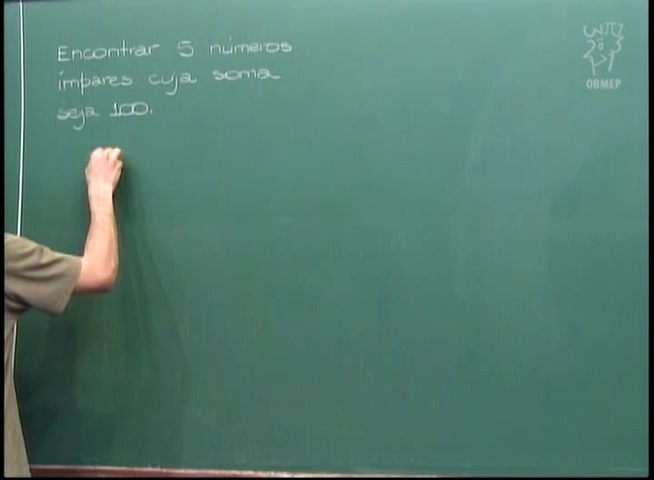 Encontrar 5 números
ímpares cuja soma
seja 100.
OBMEP